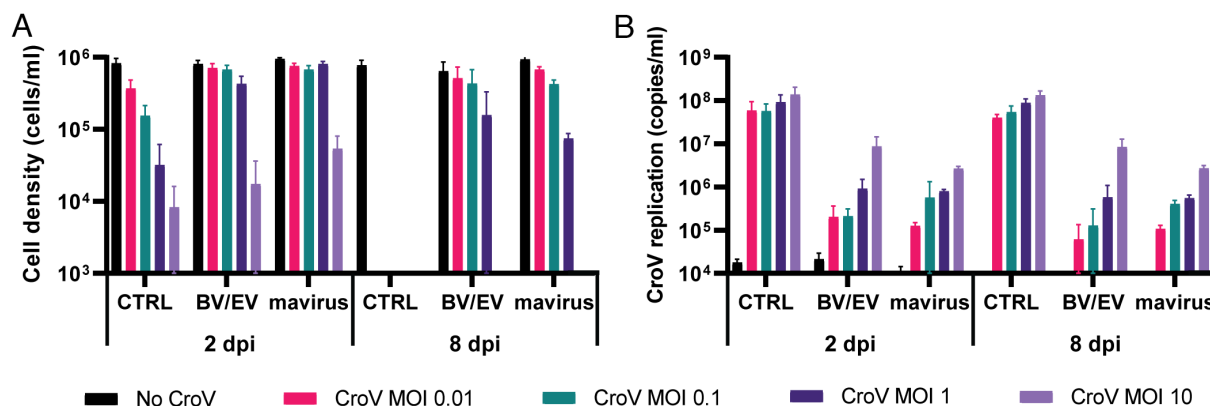 A
Cell density (cells/ml)
10⁶
10⁵
10⁴
10³
CTRL BV/EV mavirus CTRL BV/EV mavirus
2 dpi 8 dpi
B
CroV replication (copies/ml)
10⁹
10⁸
10⁷
10⁶
10⁵
10⁴
CTRL BV/EV mavirus CTRL BV/EV mavirus
2 dpi 8 dpi
No CroV CroV MOI 0.01 CroV MOI 0.1 CroV MOI 1 CroV MOI 10